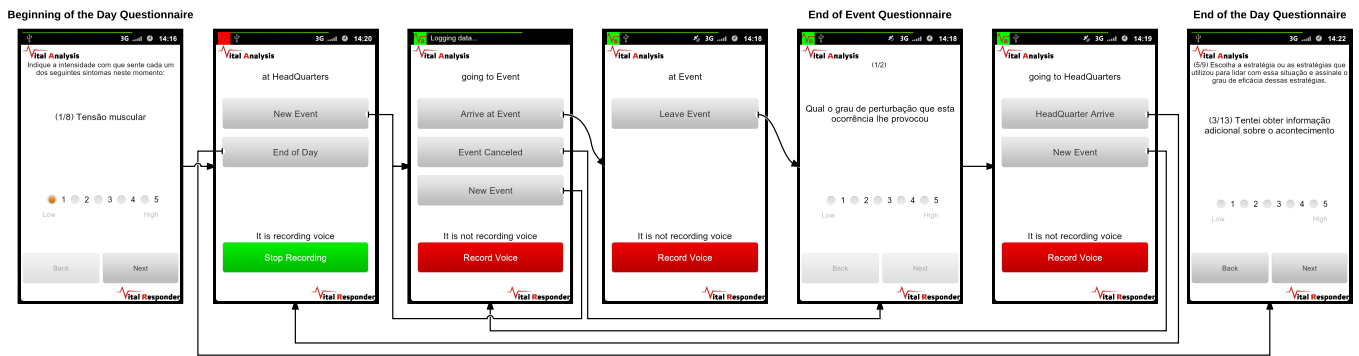 Beginning of the Day Questionnaire
3G 14:16
Vital Analysis
Indique a intensidade com que sente cada um
dos seguintes sintomas neste momento:
(1/8) Tensão muscular
1 2 3 4 5
Low High
Back Next
Vital Responder
3G 14:20
Vital Analysis
at HeadQuarters
New Event
End of Day
It is recording voice
Stop Recording
Vital Responder
Logging data...
Vital Analysis
going to Event
Arrive at Event
Event Canceled
New Event
It is not recording voice
Record Voice
Vital Responder
3G 14:18
Vital Analysis
at Event
Leave Event
It is not recording voice
Record Voice
Vital Responder
End of Event Questionnaire
3G 14:18
Vital Analysis
(1/2)
Qual o grau de perturbação que esta
ocorrência lhe provocou
1 2 3 4 5
Low High
Back Next
Vital Responder
3G 14:19
Vital Analysis
going to HeadQuarters
HeadQuarter Arrive
New Event
It is not recording voice
Record Voice
Vital Responder
End of the Day Questionnaire
3G 14:22
Vital Analysis
(5/9) Escolha a estratégia ou as estratégias que
utilizou para lidar com essa situação e assinale o
grau de eficácia dessas estratégias.
(3/13) Tentei obter informação
adicional sobre o acontecimento
1 2 3 4 5
Low High
Back Next
Vital Responder